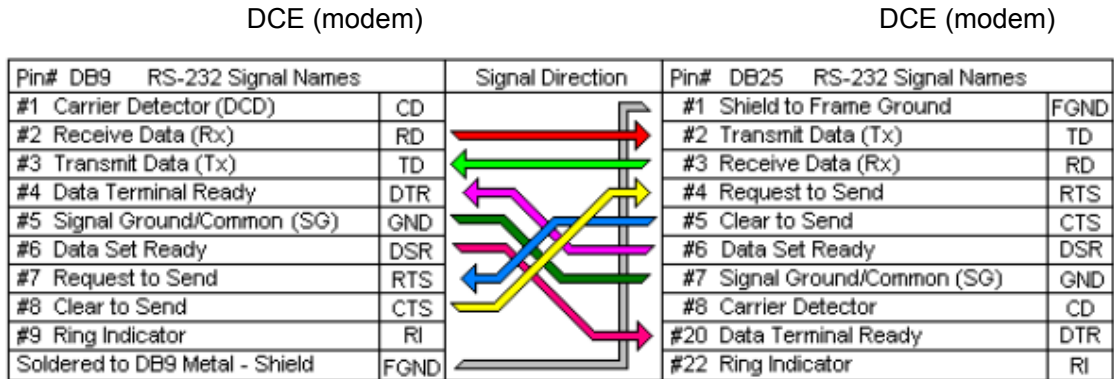 DCE (modem) DCE (modem)
Pin# DB9 RS-232 Signal Names Signal Direction Pin# DB25 RS-232 Signal Names
#1 Carrier Detector (DCD) CD #1 Shield to Frame Ground FGND
#2 Receive Data (Rx) RD #2 Transmit Data (Tx) TD
#3 Transmit Data (Tx) TD #3 Receive Data (Rx) RD
#4 Data Terminal Ready DTR #4 Request to Send RTS
#5 Signal Ground/Common (SG) GND #5 Clear to Send CTS
#6 Data Set Ready DSR #6 Data Set Ready DSR
#7 Request to Send RTS #7 Signal Ground/Common (SG) GND
#8 Clear to Send CTS #8 Carrier Detector CD
#9 Ring Indicator RI #20 Data Terminal Ready DTR
Soldered to DB9 Metal - Shield FGND #22 Ring Indicator RI